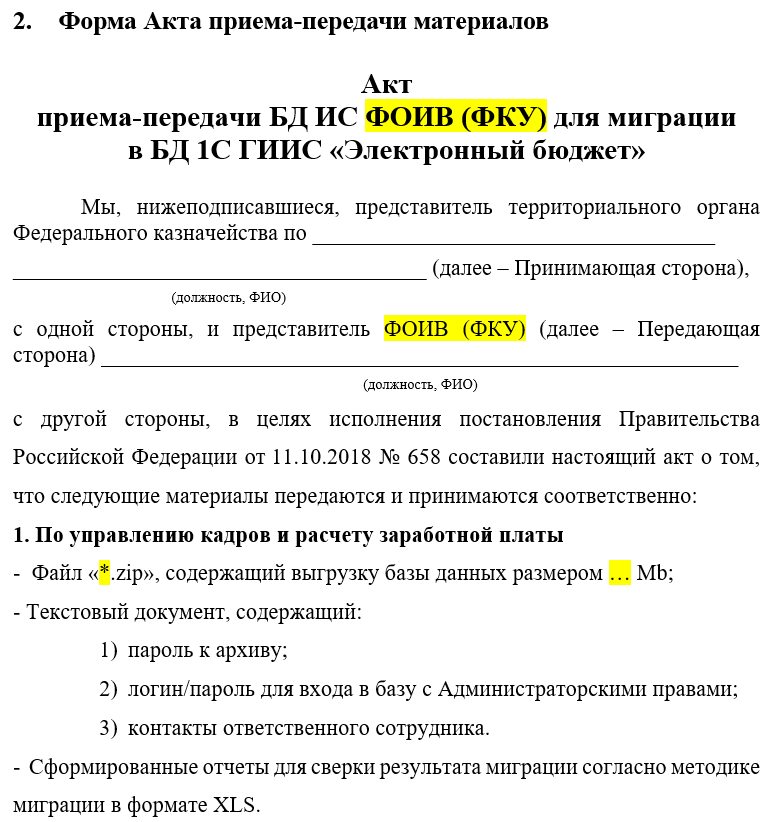 2. Форма Акта приема-передачи материалов
Акт
приема-передачи БД ИС ФОИВ (ФКУ) для миграции
в БД 1С ГИИС «Электронный бюджет»
Мы, нижеподписавшиеся, представитель территориального органа
Федерального казначейства по ______________________________________
_______________________________________ (далее – Принимающая сторона),
(должность, ФИО)
с одной стороны, и представитель ФОИВ (ФКУ) (далее – Передающая
сторона) ____________________________________________________________
(должность, ФИО)
с другой стороны, в целях исполнения постановления Правительства
Российской Федерации от 11.10.2018 № 658 составили настоящий акт о том,
что следующие материалы передаются и принимаются соответственно:
1. По управлению кадров и расчету заработной платы
- Файл «*.zip», содержащий выгрузку базы данных размером … Mb;
- Текстовый документ, содержащий:
1) пароль к архиву;
2) логин/пароль для входа в базу с Администраторскими правами;
3) контакты ответственного сотрудника.
- Сформированные отчеты для сверки результата миграции согласно методике
миграции в формате XLS.